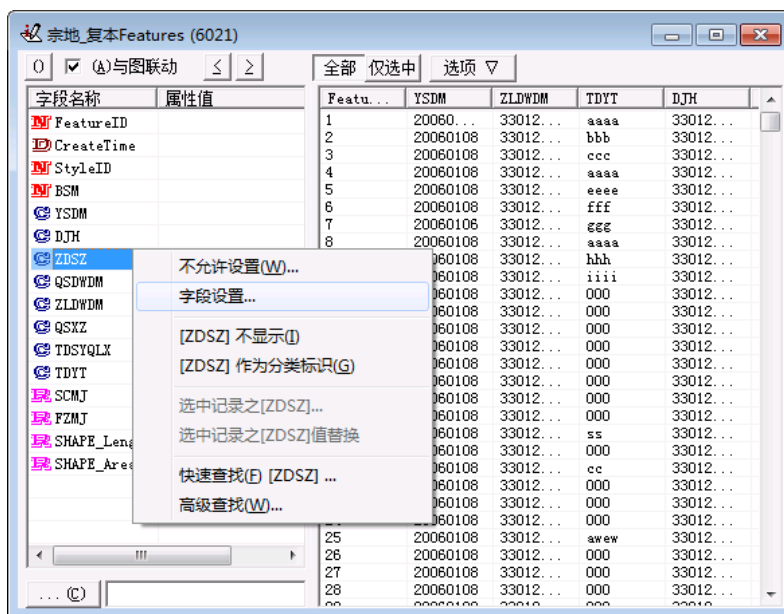 宗地_复本Features (6021)
() (A)与图联动 < > 全部 仅选中 选项 ▽
字段名称 属性值
FeatureID
CreateTime
StyleID
BSM
YSDM
DJH
ZDSZ
QSDWDM
ZLDWDM
QSXZ
TDSYQLX
TDYT
SCMJ
FZMJ
SHAPE_Leng
SHAPE_Area
... (C)
不允许设置(W)...
字段设置...
[ZDSZ] 不显示(I)
[ZDSZ] 作为分类标识(G)
选中记录之[ZDSZ]...
选中记录之[ZDSZ]值替换
快速查找(F) [ZDSZ] ...
高级查找(W)...
Featu... YSDM ZLDWDM TDYT DJH
1 20060... 33012... aaaa 33012...
2 20060108 33012... bbb 33012...
3 20060108 33012... ccc 33012...
4 20060108 33012... aaaa 33012...
5 20060108 33012... eeee 33012...
6 20060108 33012... fff 33012...
7 20060106 33012... ggg 33012...
8 20060108 33012... aaaa 33012...
060108 33012... hhh 33012...
060108 33012... iiii 33012...
060108 33012... 000 33012...
060108 33012... 000 33012...
060108 33012... 000 33012...
060108 33012... 000 33012...
060108 33012... 000 33012...
060108 33012... 000 33012...
060108 33012... 000 33012...
060108 33012... 000 33012...
060108 33012... ss 33012...
060108 33012... 000 33012...
060108 33012... cc 33012...
060108 33012... 000 33012...
060108 33012... 000 33012...
20060108 33012... 000 33012...
25 20060108 33012... awew 33012...
26 20060108 33012... 000 33012...
27 20060108 33012... 000 33012...
28 20060108 33012... 000 33012...